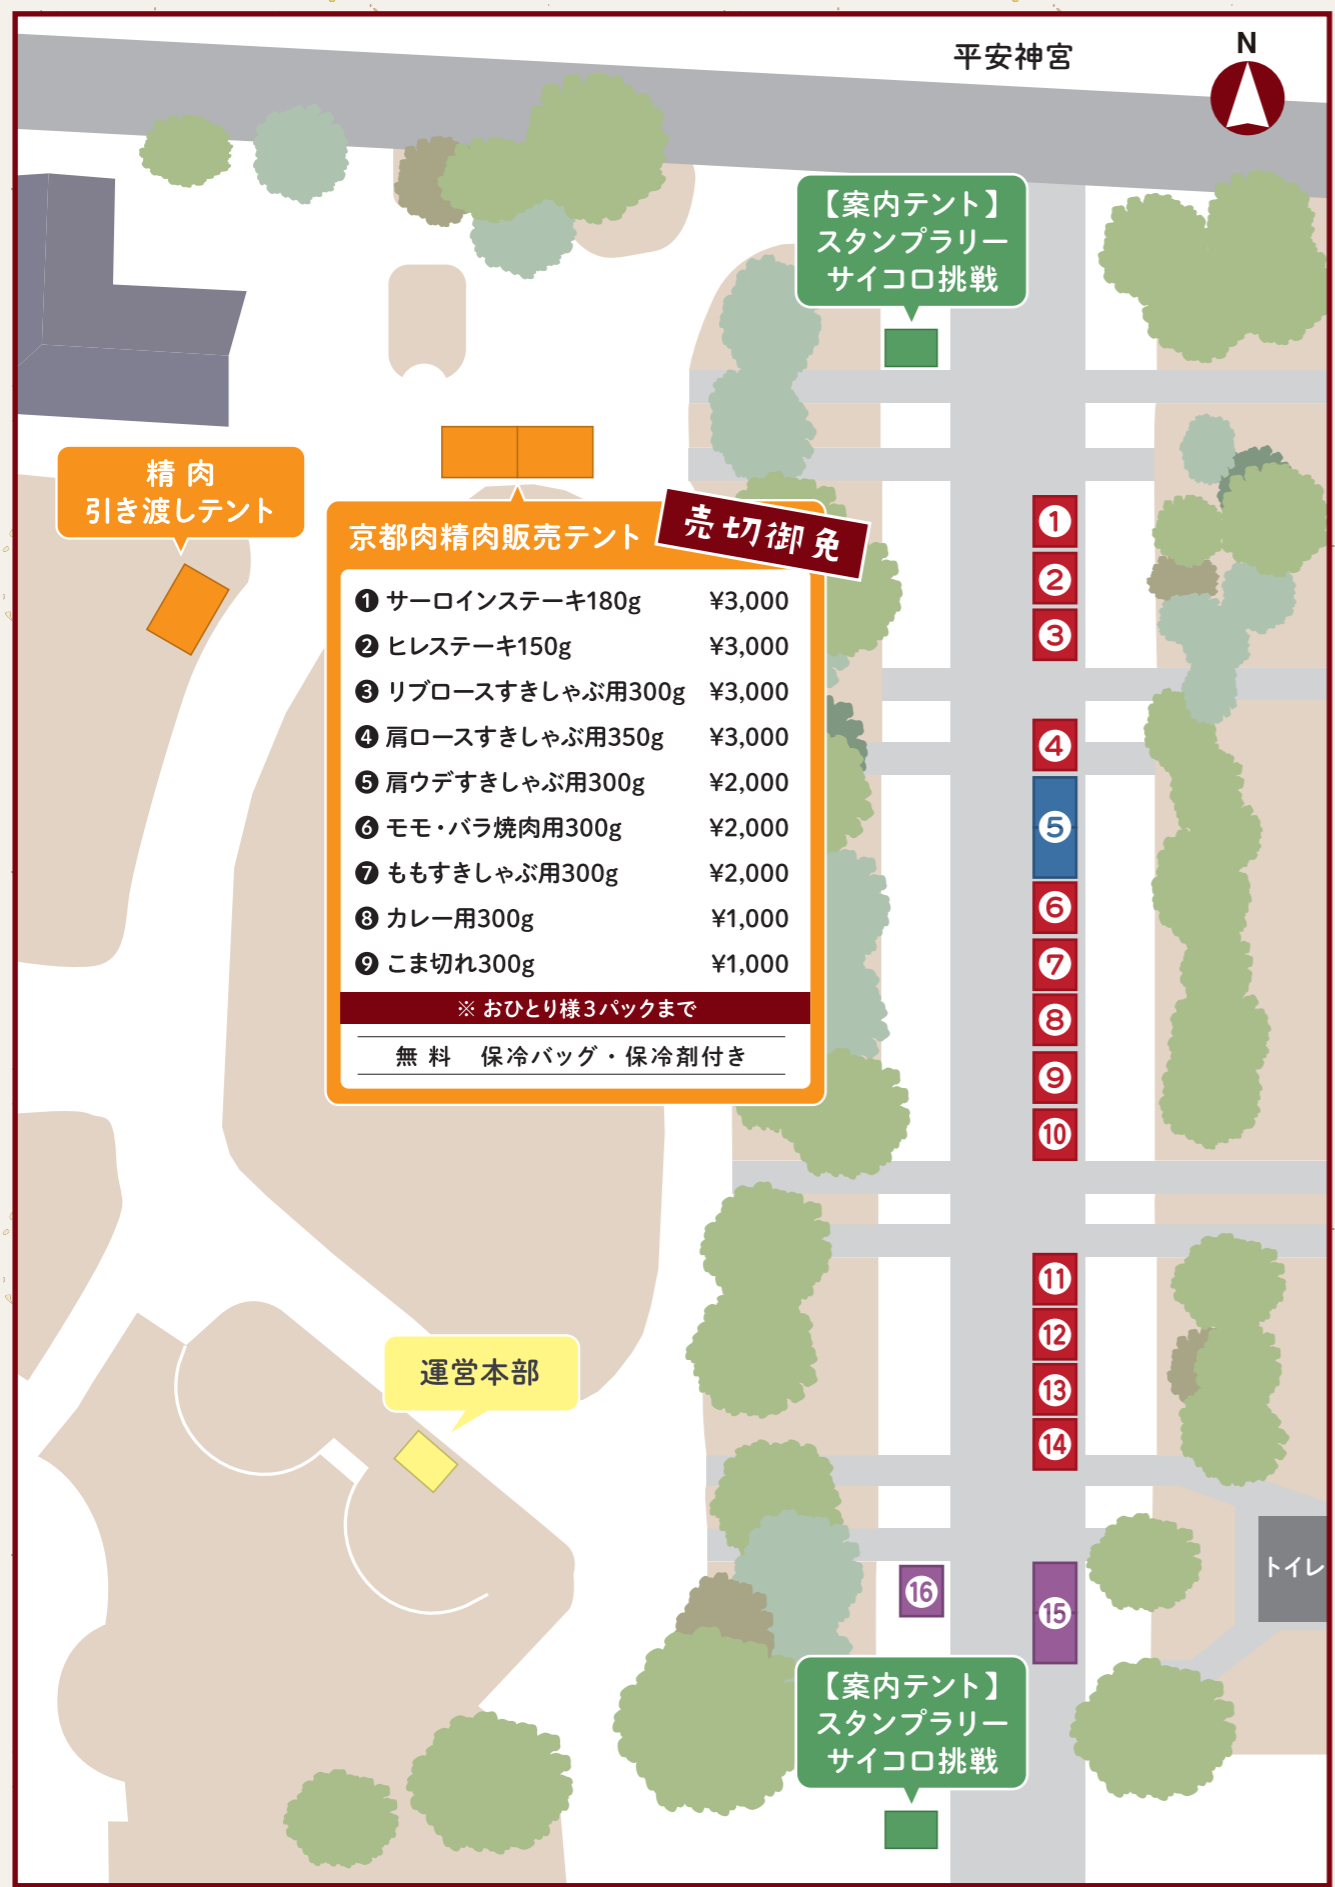 平安神宮
N
【案内テント】
スタンプラリー
サイコロ挑戦
精肉
引き渡しテント
京都肉精肉販売テント
売切御免
❶ サーロインステーキ180g ¥3,000
❷ ヒレステーキ150g ¥3,000
❸ リブロースすきしゃぶ用300g ¥3,000
❹ 肩ロースすきしゃぶ用350g ¥3,000
❺ 肩ウデすきしゃぶ用300g ¥2,000
❻ モモ・バラ焼肉用300g ¥2,000
❼ ももすきしゃぶ用300g ¥2,000
❽ カレー用300g ¥1,000
❾ こま切れ300g ¥1,000
※ おひとり様3パックまで
無料 保冷バッグ・保冷剤付き
1
2
3
4
5
6
7
8
9
10
11
12
13
14
運営本部
トイレ
16
15
【案内テント】
スタンプラリー
サイコロ挑戦